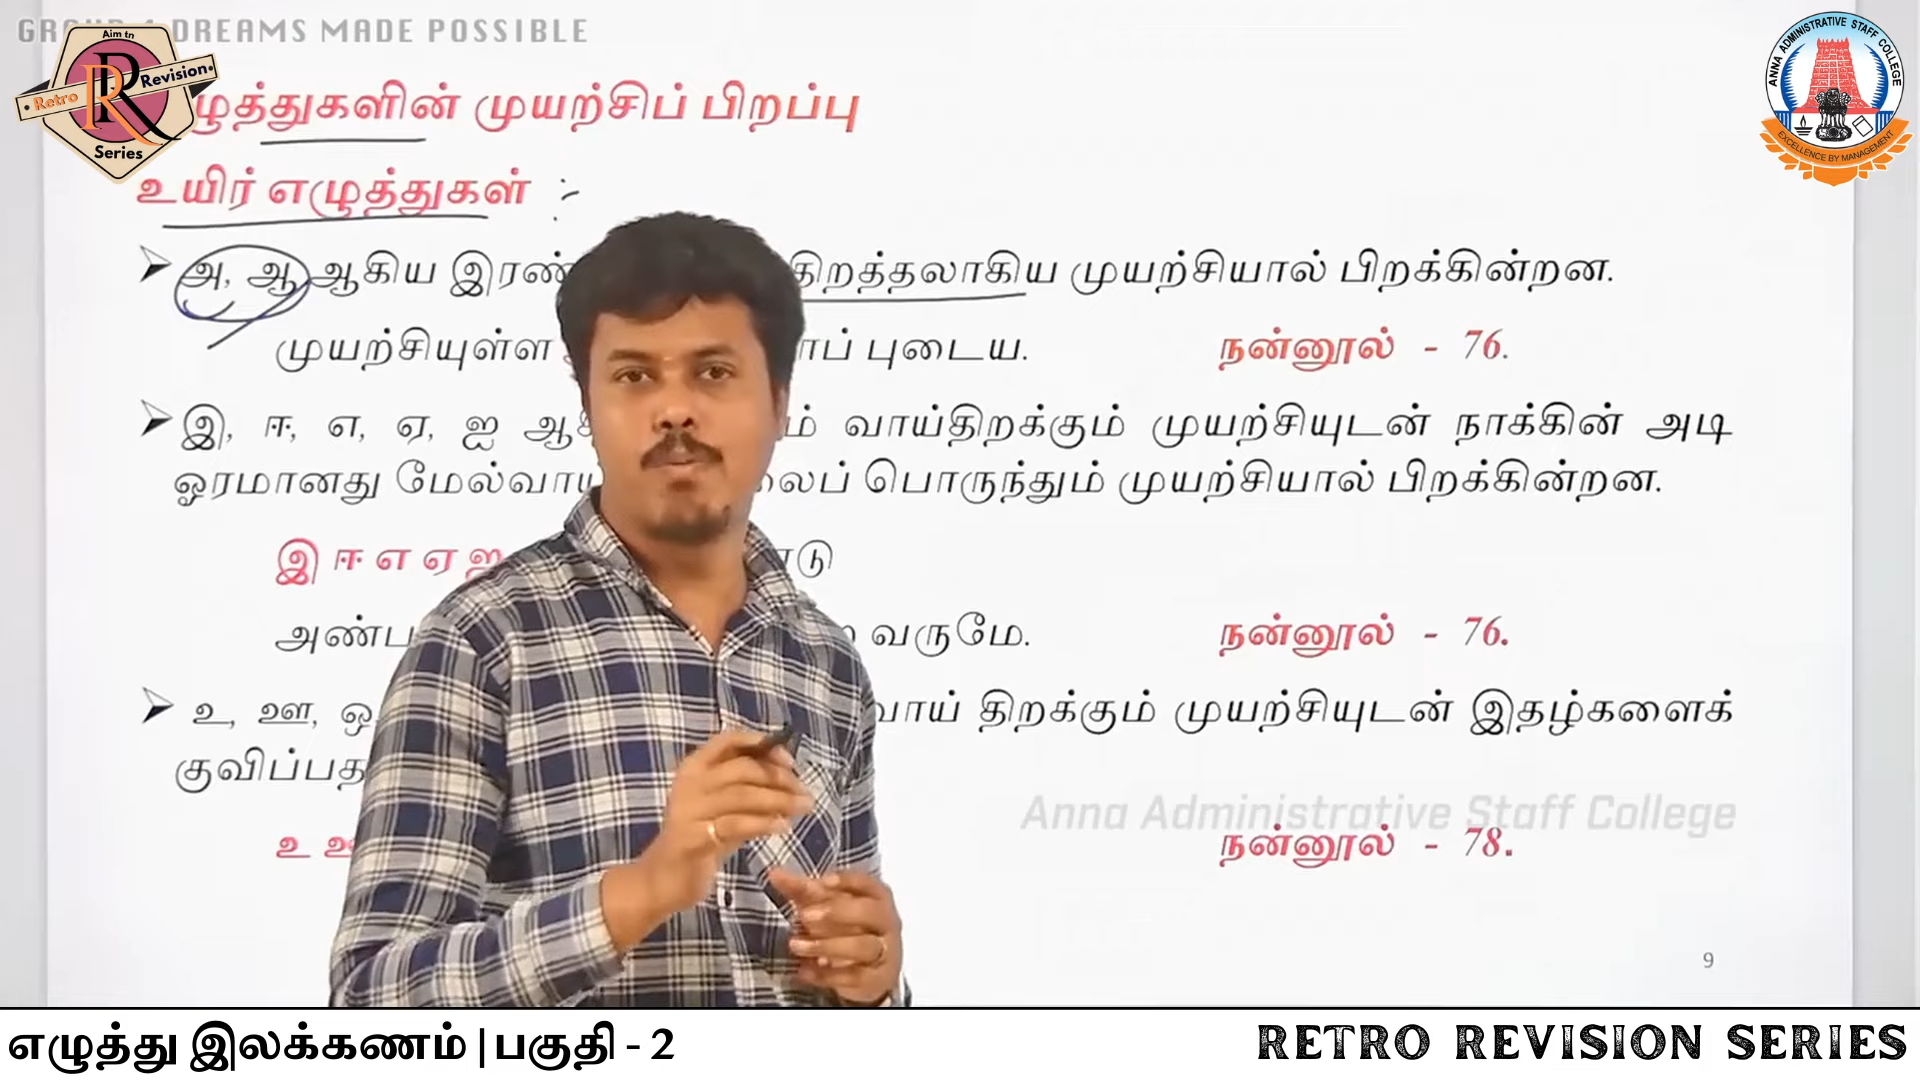 GR DREAMS MADE POSSIBLE
Aim tn
RR
Retro Revision
Series
ANNA ADMINISTRATIVE STAFF COLLEGE
EXCELLENCE BY MANAGEMENT
ழுத்துகளின் முயற்சிப் பிறப்பு
உயிர் எழுத்துகள் :-
அ, ஆ ஆகிய இரண் திறத்தலாகிய முயற்சியால் பிறக்கின்றன.
முயற்சியுள்ள ப் புடைய. நன்னூல் - 76.
இ, ஈ, எ, ஏ, ஐ ம் வாய்திறக்கும் முயற்சியுடன் நாக்கின் அடி
ஓரமானது மேல்வாய் லைப் பொருந்தும் முயற்சியால் பிறக்கின்றன.
இ ஈ எ ஏ ஐ டு
அண்ப வருமே. நன்னூல் - 76.
உ, ஊ, ஒ வாய் திறக்கும் முயற்சியுடன் இதழ்களைக்
குவிப்பத
Anna Administrative Staff College
உ ஊ நன்னூல் - 78.
9
எழுத்து இலக்கணம் | பகுதி - 2
RETRO REVISION SERIES